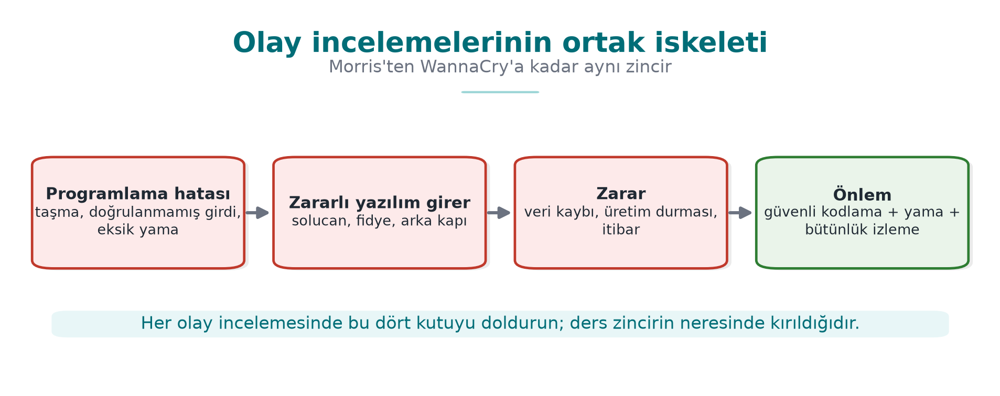 Olay incelemelerinin ortak iskeleti
Morris'ten WannaCry'a kadar aynı zincir
Programlama hatası
taşma, doğrulanmamış girdi,
eksik yama
Zararlı yazılım girer
solucan, fidye, arka kapı
Zarar
veri kaybı, üretim durması,
itibar
Önlem
güvenli kodlama + yama +
bütünlük izleme
Her olay incelemesinde bu dört kutuyu doldurun; ders zincirin neresinde kırıldığıdır.